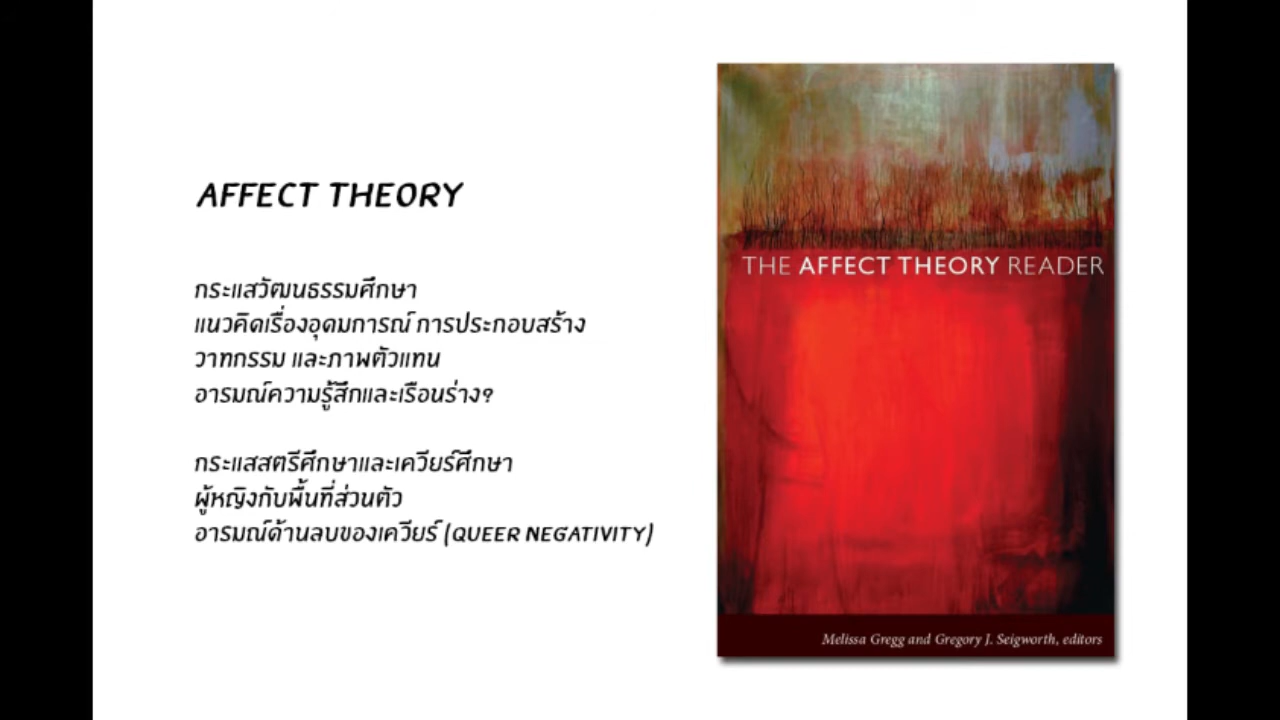 AFFECT THEORY
กระแสวัฒนธรรมศึกษา
แนวคิดเรื่องอุดมการณ์ การประกอบสร้าง
วาทกรรม และภาพตัวแทน
อารมณ์ความรู้สึกและเรือนร่าง?
กระแสสตรีศึกษาและเควียร์ศึกษา
ผู้หญิงกับพื้นที่ส่วนตัว
อารมณ์ด้านลบของเควียร์ (QUEER NEGATIVITY)
THE AFFECT THEORY READER
Melissa Gregg and Gregory J. Seigworth, editors